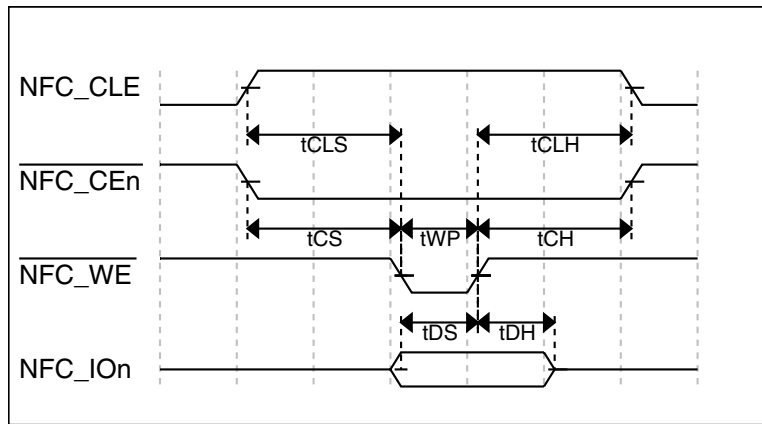 NFC_CLE
tCLS tCLH
NFC_CEn
tCS tWP tCH
NFC_WE
tDS tDH
NFC_IOn